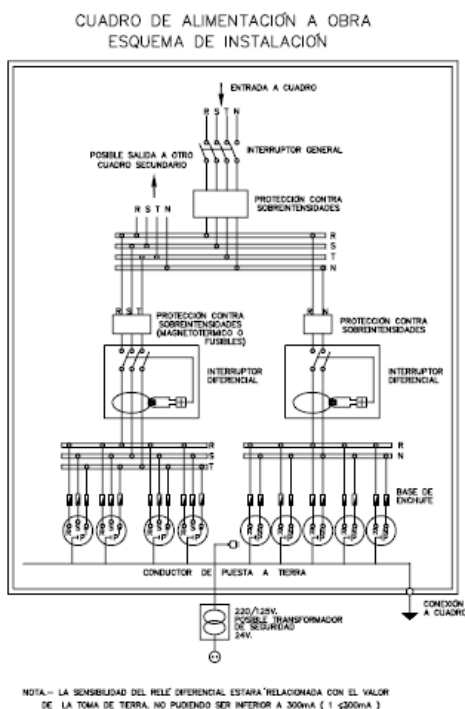 CUADRO DE ALIMENTACIÓN A OBRA
ESQUEMA DE INSTALACIÓN
ENTRADA A CUADRO
R S T N
INTERRUPTOR GENERAL
POSIBLE SALIDA A OTRO
CUADRO SECUNDARIO
PROTECCIÓN CONTRA
SOBREINTENSIDADES
R S T N
R
S
T
N
R S T
PROTECCIÓN CONTRA
SOBREINTENSIDADES
(MAGNETOTERMICO O
FUSIBLES)
R N
PROTECCIÓN CONTRA
SOBREINTENSIDADES
INTERRUPTOR
DIFERENCIAL
INTERRUPTOR
DIFERENCIAL
R
S
T
R
N
BASE DE
ENCHUFE
CONDUCTOR DE PUESTA A TIERRA
CONEXIÓN
A CUADRO
220/125V.
POSIBLE TRANSFORMADOR
DE SEGURIDAD
24V.
NOTA.- LA SENSIBILIDAD DEL RELÉ DIFERENCIAL ESTARA RELACIONADA CON EL VALOR
DE LA TOMA DE TIERRA, NO PUDIENDO SER INFERIOR A 300mA ( 1 ≤300mA )